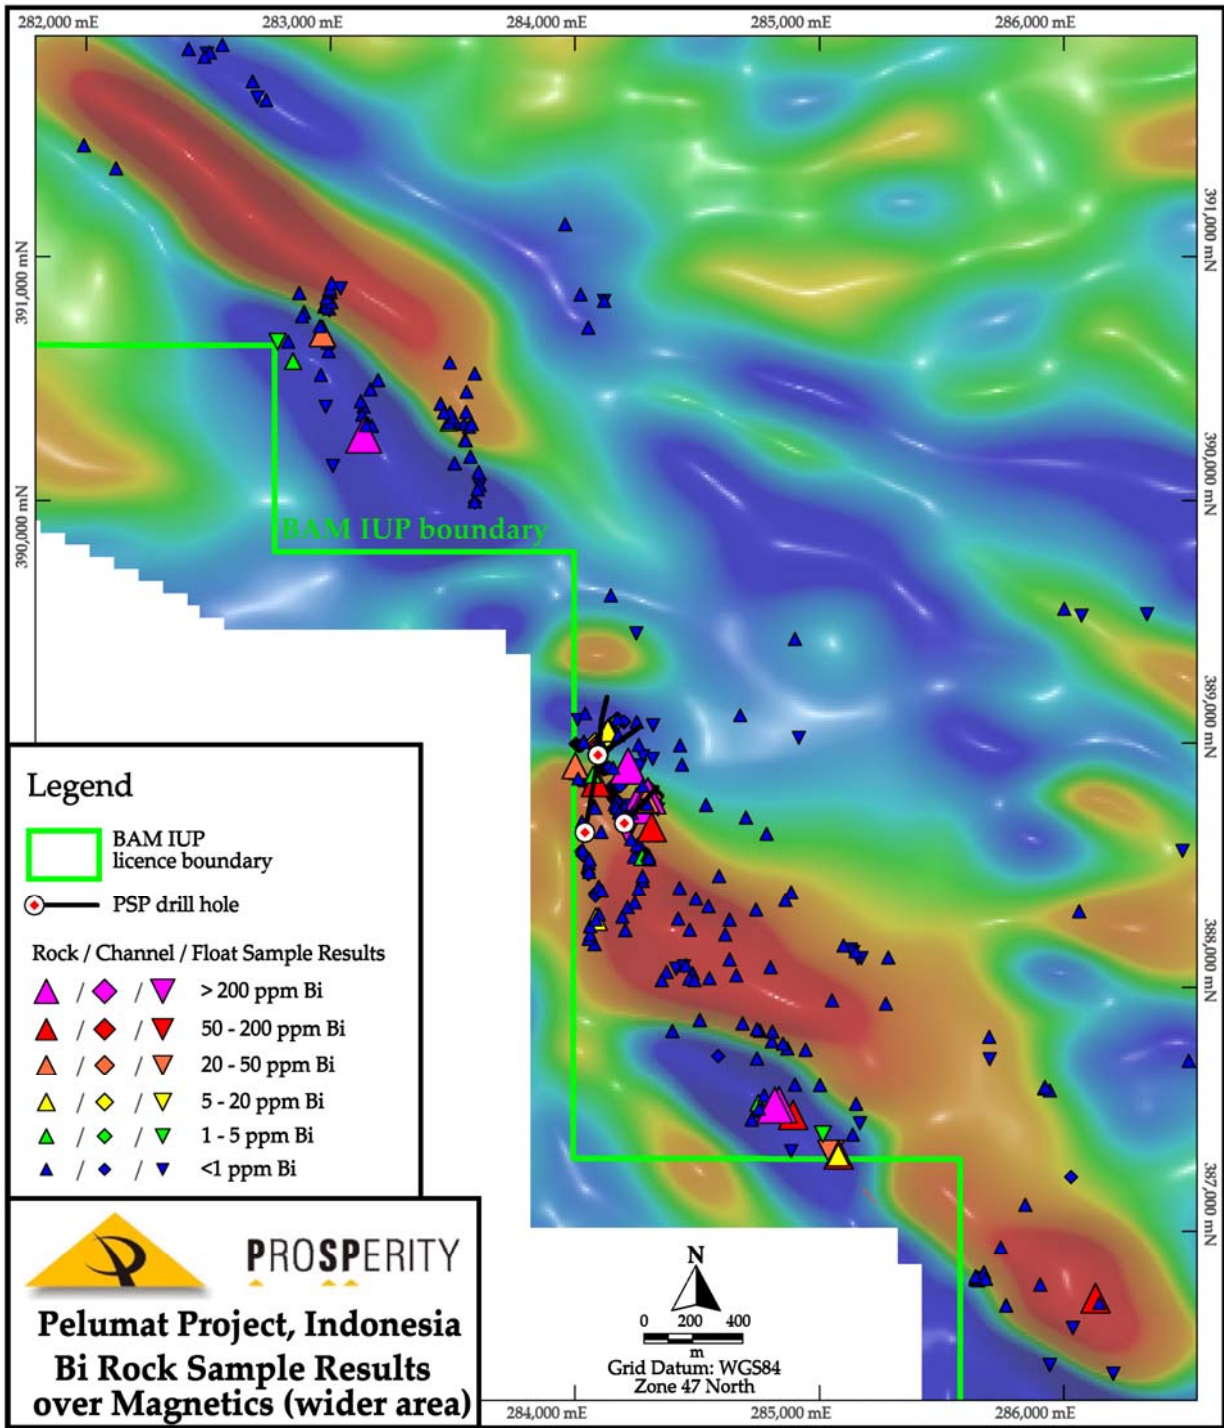 282,000 mE
283,000 mE
284,000 mE
285,000 mE
286,000 mE
391,000 mN
391,000 mN
390,000 mN
390,000 mN
BAM IUP boundary
389,000 mN
388,000 mN
387,000 mN
Legend
BAM IUP
licence boundary
PSP drill hole
Rock / Channel / Float Sample Results
/ / > 200 ppm Bi
/ / 50 - 200 ppm Bi
/ / 20 - 50 ppm Bi
/ / 5 - 20 ppm Bi
/ / 1 - 5 ppm Bi
/ / <1 ppm Bi
PROSPERITY
Pelumat Project, Indonesia
Bi Rock Sample Results
over Magnetics (wider area)
N
0 200 400
m
Grid Datum: WGS84
Zone 47 North
284,000 mE
285,000 mE
286,000 mE